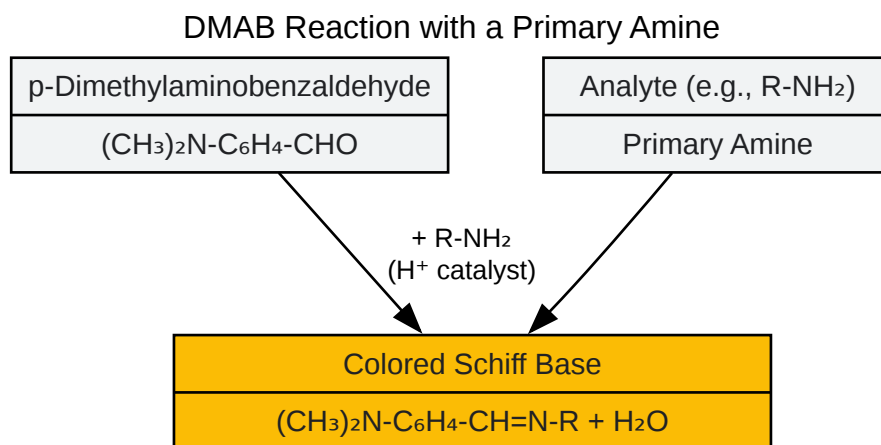 DMAB Reaction with a Primary Amine
p-Dimethylaminobenzaldehyde
(CH₃)₂N-C₆H₄-CHO
Analyte (e.g., R-NH₂)
Primary Amine
+ R-NH₂
(H⁺ catalyst)
Colored Schiff Base
(CH₃)₂N-C₆H₄-CH=N-R + H₂O